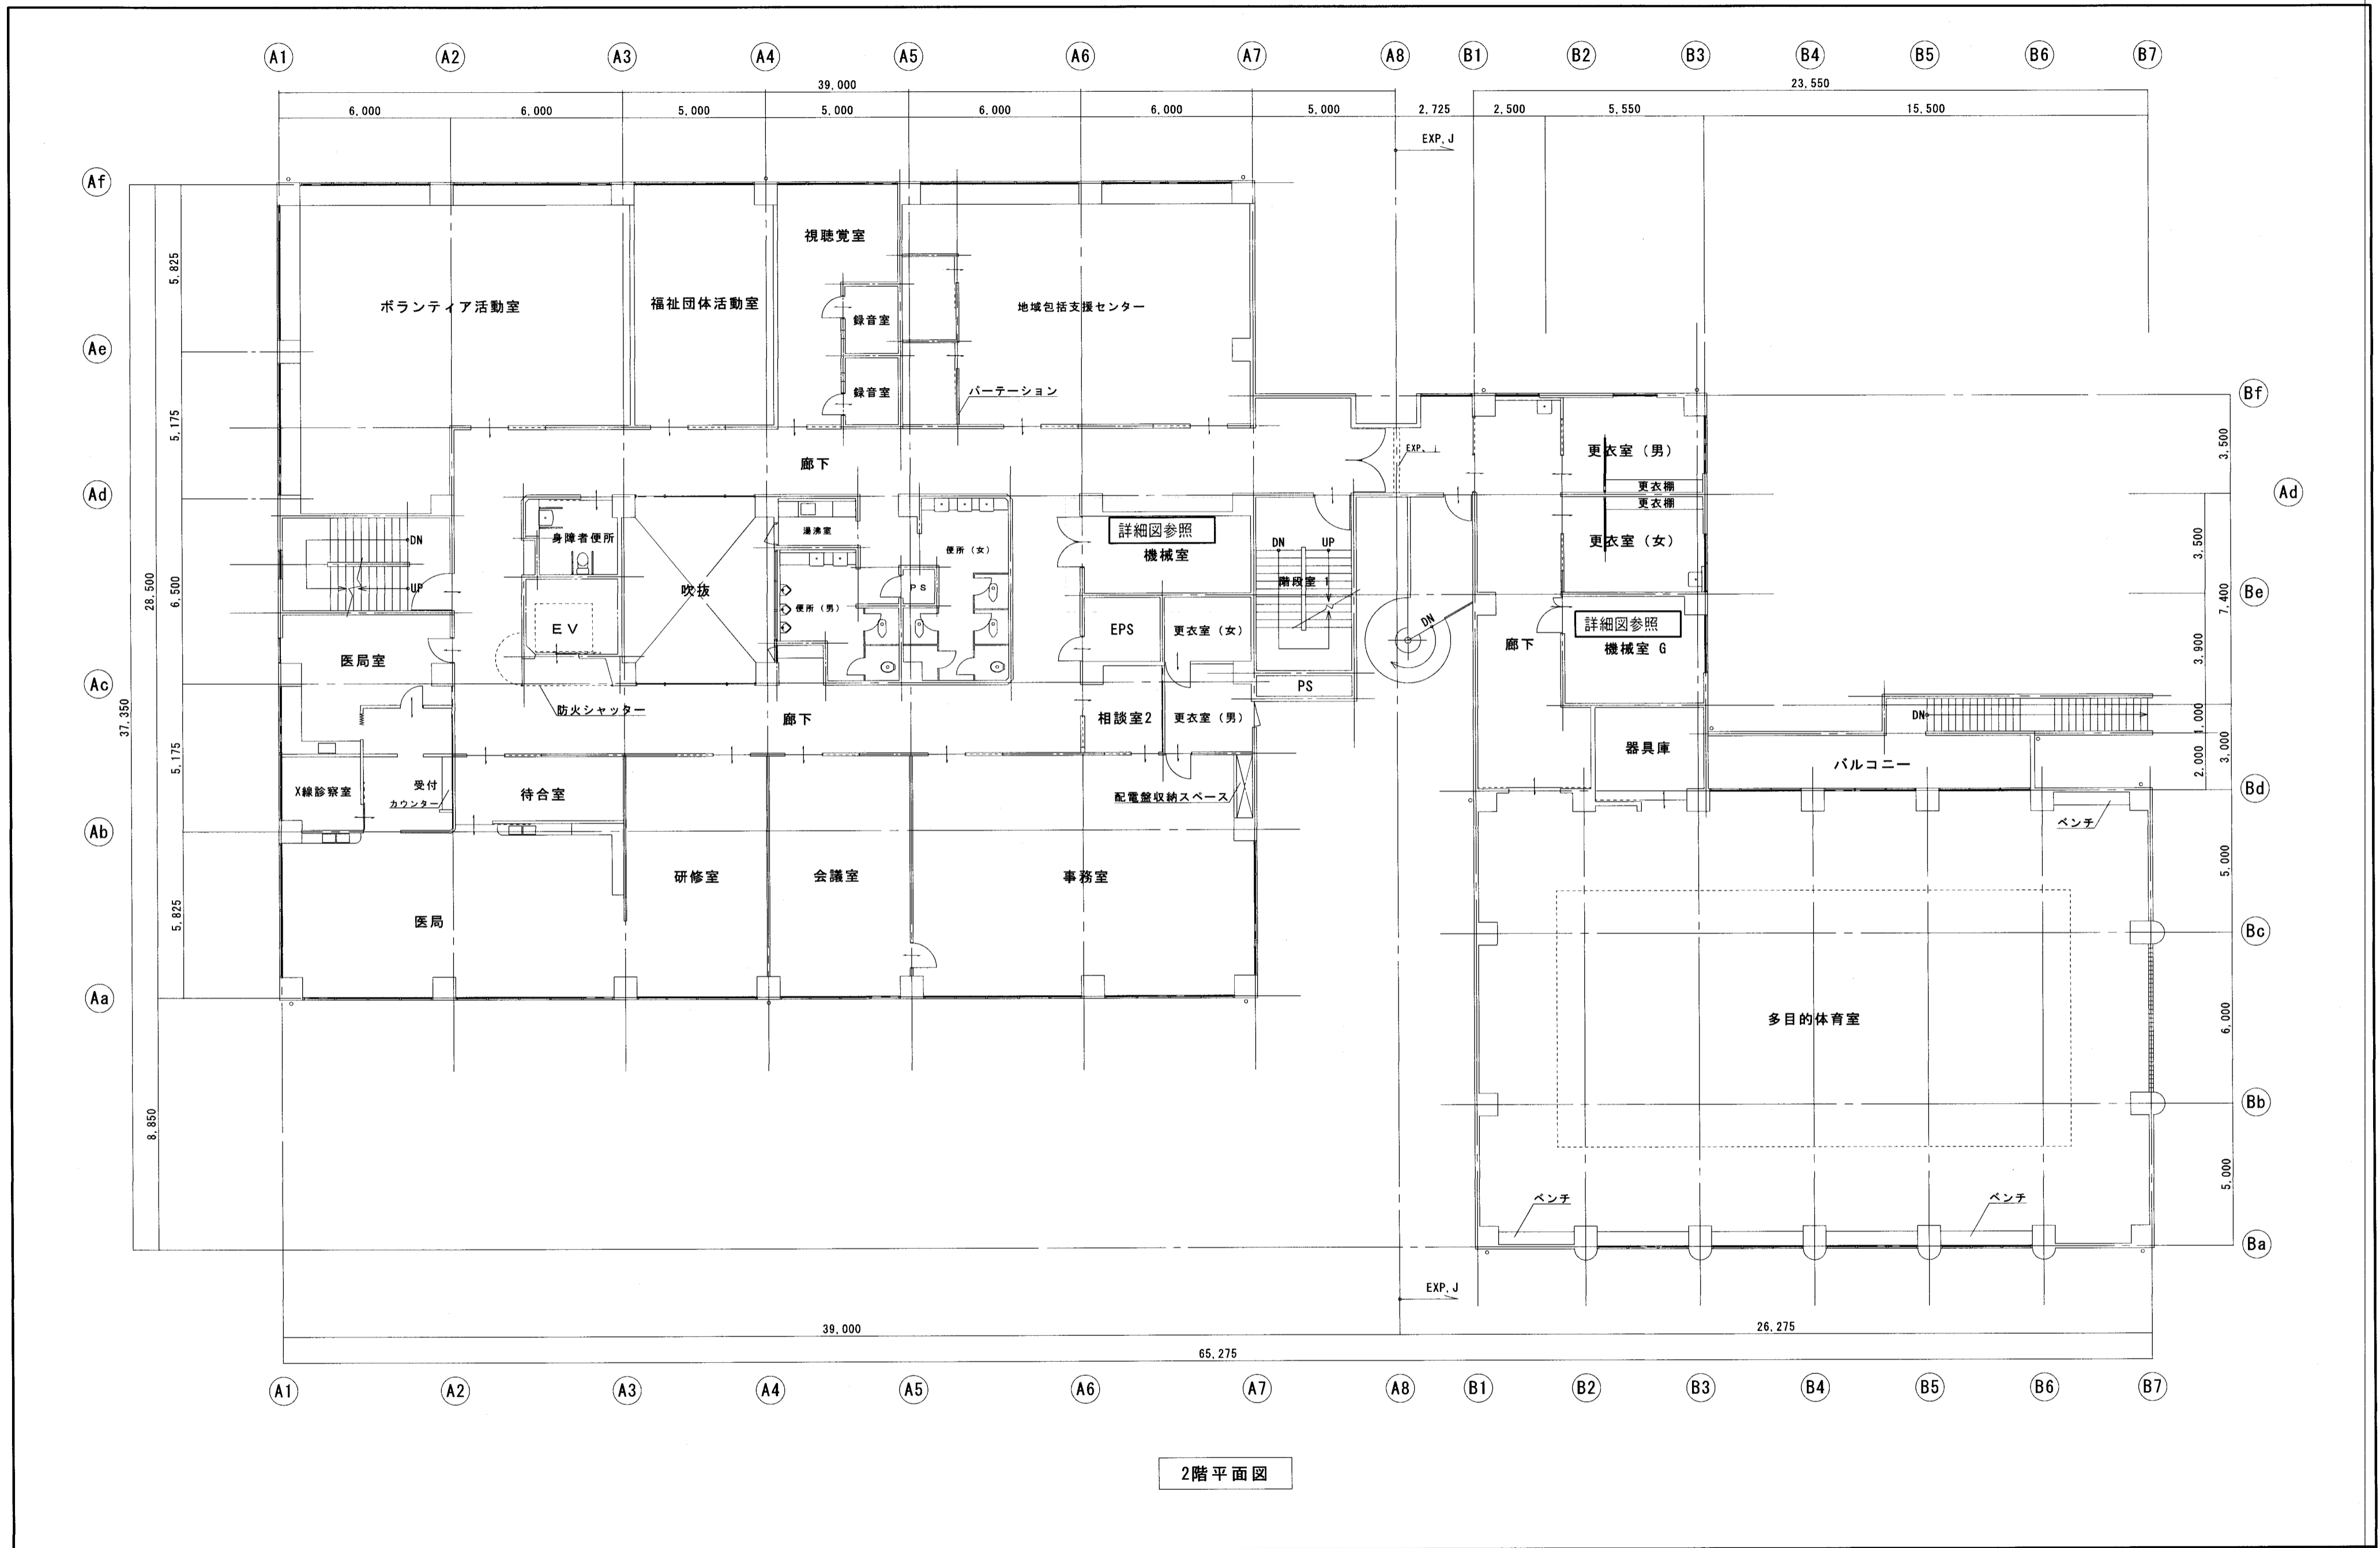 A1 A2 A3 A4 A5 A6 A7 A8 B1 B2 B3 B4 B5 B6 B7
39,000 23,550
6,000 6,000 5,000 5,000 6,000 6,000 5,000 2,725 2,500 5,550 15,500
EXP,J
Af
Ae
Ad
Ac
Ab
Aa
5,825
5,175
6,500
5,175
5,825
28,500
37,350
8,850
視聴覚室
ボランティア活動室
福祉団体活動室
録音室
録音室
地域包括支援センター
パーテーション
廊下
EXP,J
更衣室（男）
更衣棚
更衣棚
更衣室（女）
DN
UP
身障者便所
湯沸室
便所（女）
詳細図参照
機械室
DN
UP
階段室 1
吹抜
PS
便所（男）
EV
EPS
更衣室（女）
DN
廊下
詳細図参照
機械室 G
医局室
防火シャッター
廊下
相談室2
更衣室（男）
PS
DN
器具庫
バルコニー
X線診察室
受付
カウンター
待合室
配電盤収納スペース
ベンチ
医局
研修室
会議室
事務室
多目的体育室
ベンチ
ベンチ
Bf
Ad
Be
Bd
Bc
Bb
Ba
3,500
3,500
7,400
3,900
1,000
2,000
3,000
5,000
6,000
5,000
EXP,J
39,000 26,275
65,275
A1 A2 A3 A4 A5 A6 A7 A8 B1 B2 B3 B4 B5 B6 B7
2階平面図